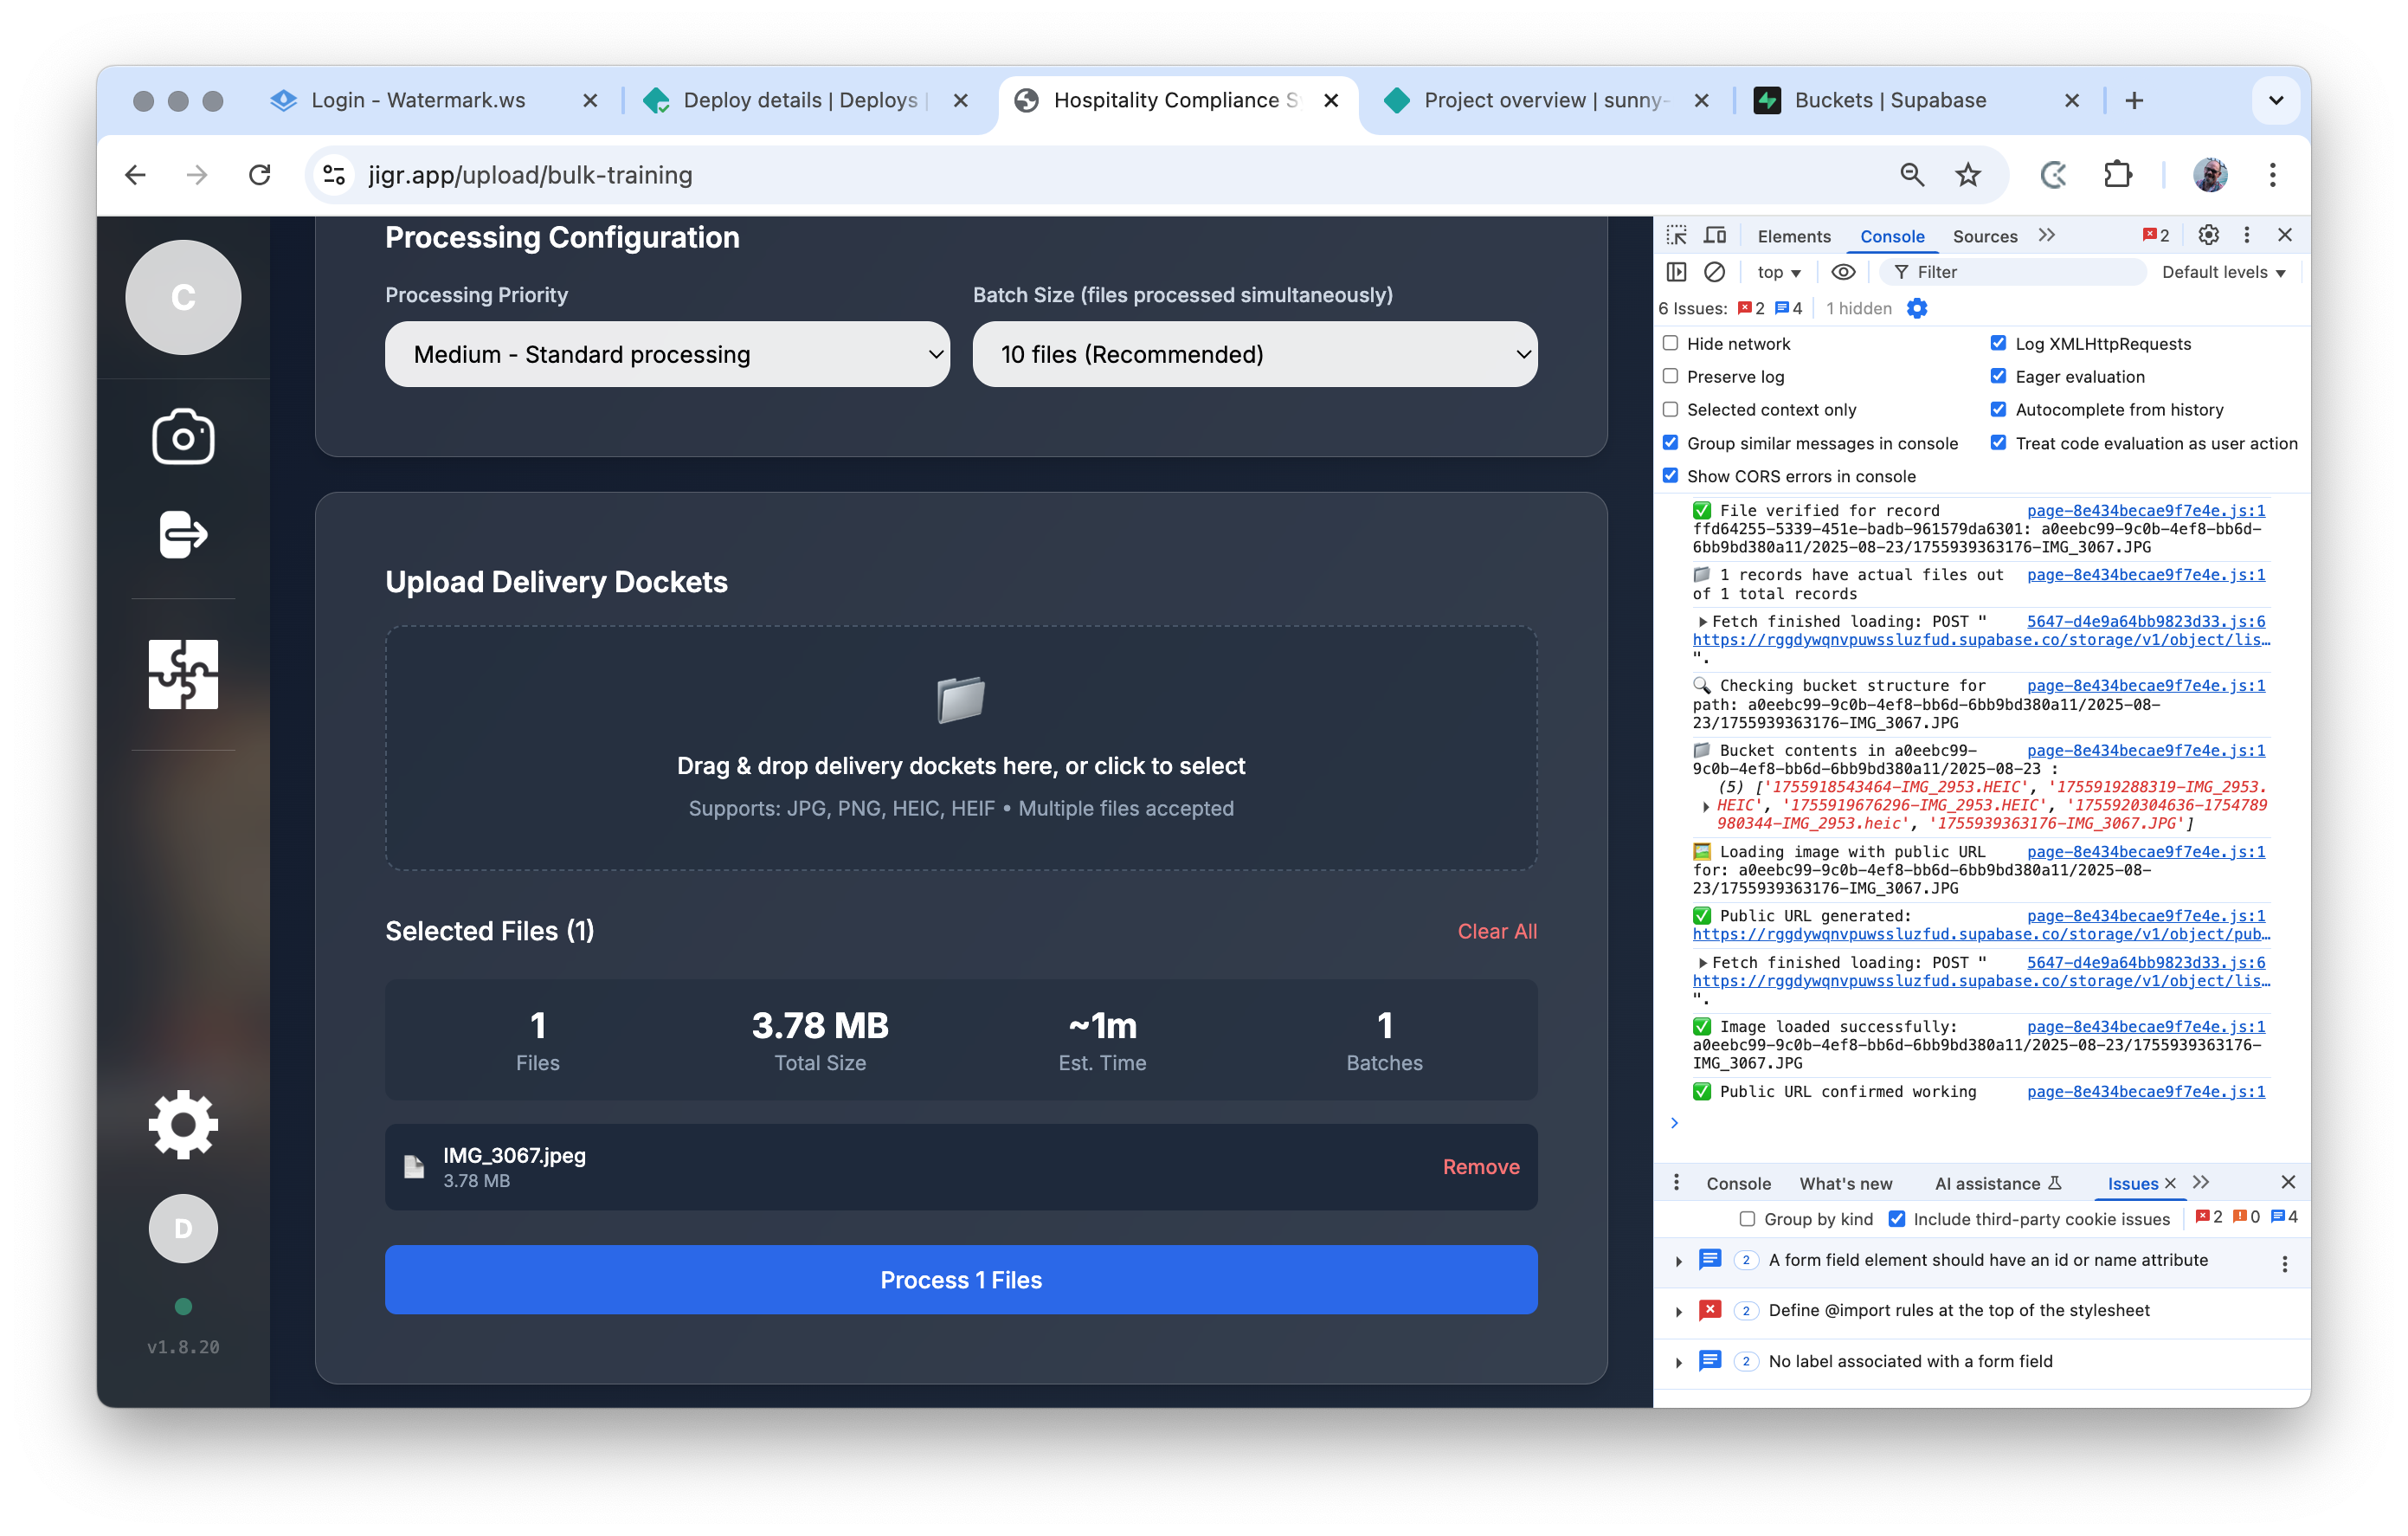 Login - Watermark.ws
Deploy details | Deploys |
Hospitality Compliance S
Project overview | sunny-
Buckets | Supabase
jigr.app/upload/bulk-training
C
D
v1.8.20
Processing Configuration
Processing Priority
Batch Size (files processed simultaneously)
Medium - Standard processing
10 files (Recommended)
Upload Delivery Dockets
Drag & drop delivery dockets here, or click to select
Supports: JPG, PNG, HEIC, HEIF • Multiple files accepted
Selected Files (1)
Clear All
1
Files
3.78 MB
Total Size
~1m
Est. Time
1
Batches
IMG_3067.jpeg
3.78 MB
Remove
Process 1 Files
Elements
Console
Sources
2
top
Filter
Default levels
6 Issues: 2 4
1 hidden
Hide network
Log XMLHttpRequests
Preserve log
Eager evaluation
Selected context only
Autocomplete from history
Group similar messages in console
Treat code evaluation as user action
Show CORS errors in console
✅ File verified for record page-8e434becae9f7e4e.js:1
ffd64255-5339-451e-badb-961579da6301: a0eebc99-9c0b-4ef8-bb6d-
6bb9bd380a11/2025-08-23/1755939363176-IMG_3067.JPG
📁 1 records have actual files out page-8e434becae9f7e4e.js:1
of 1 total records
Fetch finished loading: POST " 5647-d4e9a64bb9823d33.js:6
https://rggdywqnvpuwssluzfud.supabase.co/storage/v1/object/lis…
".
🔍 Checking bucket structure for page-8e434becae9f7e4e.js:1
path: a0eebc99-9c0b-4ef8-bb6d-6bb9bd380a11/2025-08-
23/1755939363176-IMG_3067.JPG
📁 Bucket contents in a0eebc99- page-8e434becae9f7e4e.js:1
9c0b-4ef8-bb6d-6bb9bd380a11/2025-08-23 :
(5) ['1755918543464-IMG_2953.HEIC', '1755919288319-IMG_2953.
HEIC', '1755919676296-IMG_2953.HEIC', '1755920304636-1754789
980344-IMG_2953.heic', '1755939363176-IMG_3067.JPG']
🖼️ Loading image with public URL page-8e434becae9f7e4e.js:1
for: a0eebc99-9c0b-4ef8-bb6d-6bb9bd380a11/2025-08-
23/1755939363176-IMG_3067.JPG
✅ Public URL generated: page-8e434becae9f7e4e.js:1
https://rggdywqnvpuwssluzfud.supabase.co/storage/v1/object/pub…
Fetch finished loading: POST " 5647-d4e9a64bb9823d33.js:6
https://rggdywqnvpuwssluzfud.supabase.co/storage/v1/object/lis…
".
✅ Image loaded successfully: page-8e434becae9f7e4e.js:1
a0eebc99-9c0b-4ef8-bb6d-6bb9bd380a11/2025-08-23/1755939363176-
IMG_3067.JPG
✅ Public URL confirmed working page-8e434becae9f7e4e.js:1
Console
What's new
AI assistance
Issues
Group by kind
Include third-party cookie issues
2 0 4
2 A form field element should have an id or name attribute
2 Define @import rules at the top of the stylesheet
2 No label associated with a form field